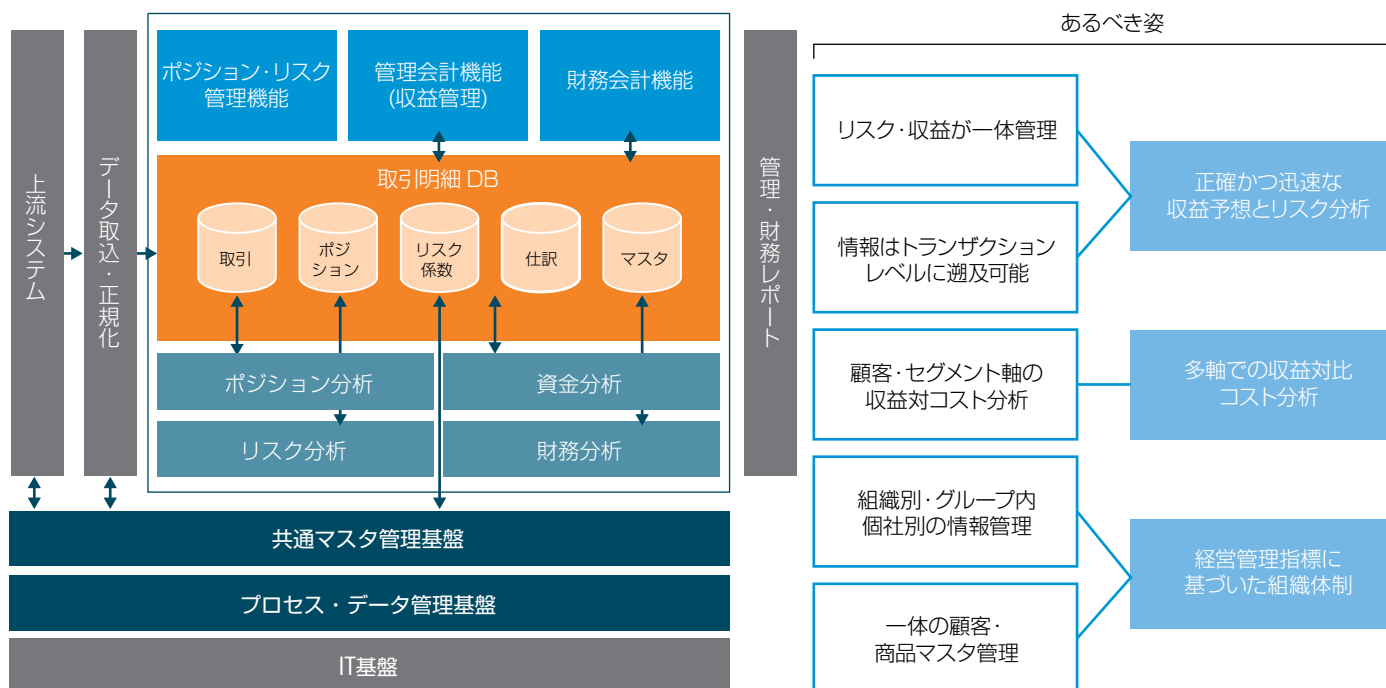 上流システム
データ取込・正規化
ポジション・リスク
管理機能
管理会計機能
(収益管理)
財務会計機能
取引明細 DB
取引
ポジ
ション
リスク
係数
仕訳
マスタ
ポジション分析
資金分析
リスク分析
財務分析
共通マスタ管理基盤
プロセス・データ管理基盤
IT基盤
管理・財務レポート
あるべき姿
リスク・収益が一体管理
情報はトランザクション
レベルに遡及可能
正確かつ迅速な
収益予想とリスク分析
顧客・セグメント軸の
収益対コスト分析
多軸での収益対比
コスト分析
組織別・グループ内
個社別の情報管理
一体の顧客・
商品マスタ管理
経営管理指標に
基づいた組織体制